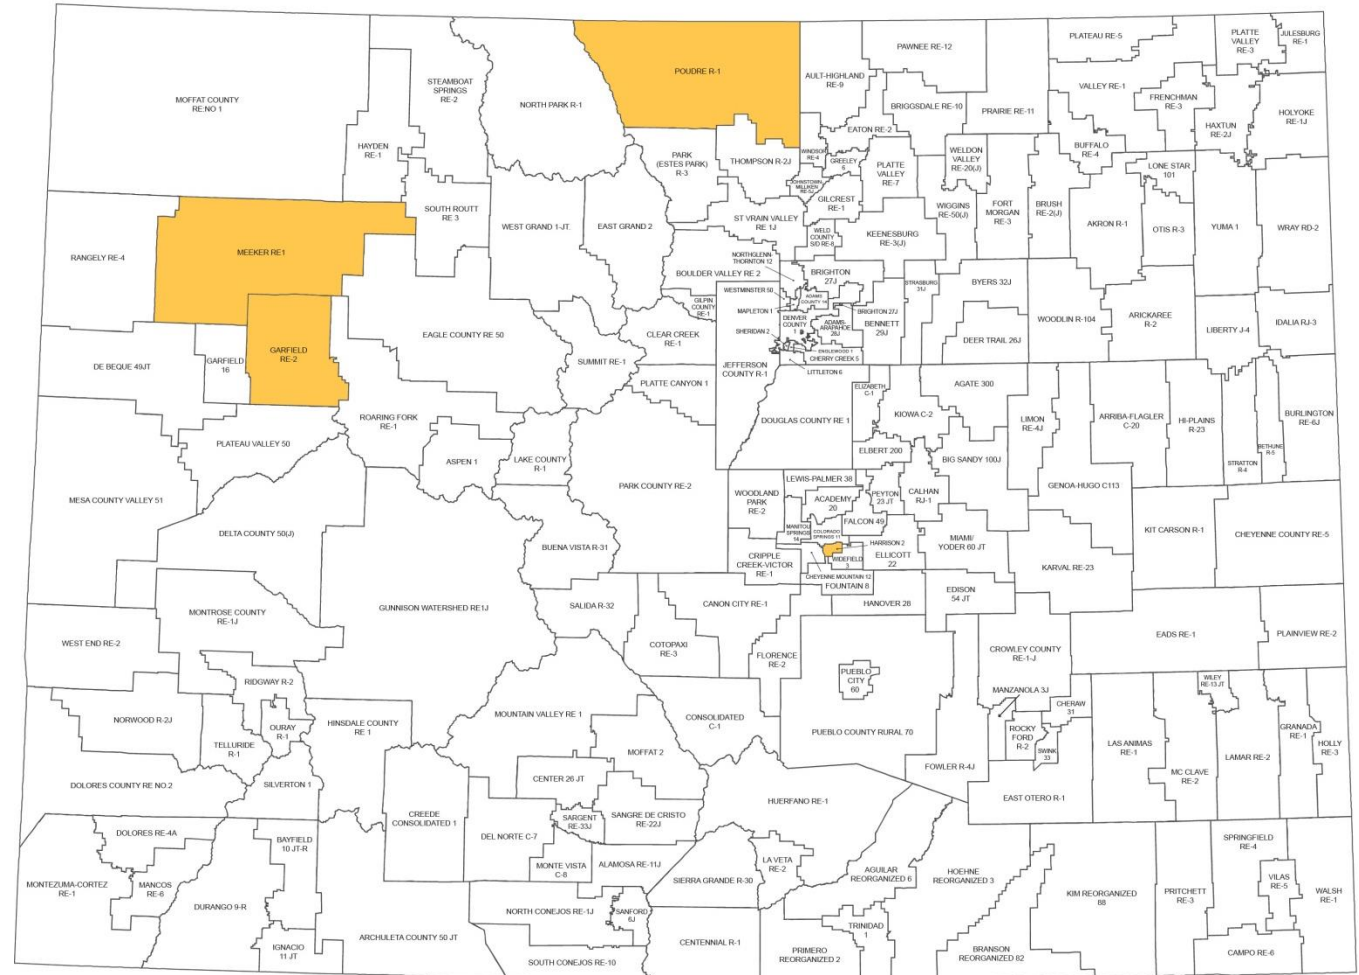 PLATEAU RE-5
PLATTE
VALLEY
RE-3
JULESBURG
RE-1
PAWNEE RE-12
POUDRE R-1
AULT-HIGHLAND
RE-9
STEAMBOAT
SPRINGS
RE-2
NORTH PARK R-1
MOFFAT COUNTY
RE:NO 1
VALLEY RE-1
FRENCHMAN
RE-3
BRIGGSDALE RE-10
PRAIRIE RE-11
HOLYOKE
RE-1J
HAXTUN
RE-2J
EATON RE-2
HAYDEN
RE-1
PARK
(ESTES PARK)
R-3
THOMPSON R-2J
WINDSOR
RE-4
GREELEY
6
PLATTE
VALLEY
RE-7
WELDON
VALLEY
RE-20(J)
BUFFALO
RE-4
LONE STAR
101
JOHNSTOWN-
MILLIKEN
RE-5J
GILCREST
RE-1
SOUTH ROUTT
RE 3
WEST GRAND 1-JT.
EAST GRAND 2
ST VRAIN VALLEY
RE 1J
WIGGINS
RE-50(J)
FORT
MORGAN
RE-3
BRUSH
RE-2(J)
AKRON R-1
OTIS R-3
YUMA 1
WRAY RD-2
WELD
COUNTY
S/D RE-8
KEENESBURG
RE-3(J)
RANGELY RE-4
MEEKER RE1
NORTHGLENN-
THORNTON 12
BOULDER VALLEY RE 2
BRIGHTON
27J
STRASBURG
31J
BYERS 32J
WESTMINSTER 50
ADAMS
COUNTY 14
GILPIN
COUNTY
RE-1
MAPLETON 1
BRIGHTON 27J
WOODLIN R-104
ARICKAREE
R-2
LIBERTY J-4
IDALIA RJ-3
EAGLE COUNTY RE 50
CLEAR CREEK
RE-1
DENVER
COUNTY
1
ADAMS-
ARAPAHOE
28J
BENNETT
29J
SHERIDAN 2
DEER TRAIL 26J
GARFIELD
RE-2
GARFIELD
16
DE BEQUE 49JT
SUMMIT RE-1
ENGLEWOOD 1
CHERRY CREEK 5
JEFFERSON
COUNTY R-1
LITTLETON 6
PLATTE CANYON 1
ELIZABETH
C-1
AGATE 300
KIOWA C-2
DOUGLAS COUNTY RE 1
LIMON
RE-4J
ARRIBA-FLAGLER
C-20
HI-PLAINS
R-23
BURLINGTON
RE-6J
ROARING FORK
RE-1
PLATEAU VALLEY 50
ASPEN 1
LAKE COUNTY
R-1
ELBERT 200
BIG SANDY 100J
STRATTON
R-4
BETHUNE
R-5
LEWIS-PALMER 38
PARK COUNTY RE-2
GENOA-HUGO C113
MESA COUNTY VALLEY 51
WOODLAND
PARK
RE-2
ACADEMY
20
PEYTON
23 JT
CALHAN
RJ-1
DELTA COUNTY 50(J)
MANITOU
SPRINGS
14
COLORADO
SPRINGS 11
FALCON 49
KIT CARSON R-1
CHEYENNE COUNTY RE-5
BUENA VISTA R-31
HARRISON 2
MIAMI/
YODER 60 JT
CRIPPLE
CREEK-VICTOR
RE-1
WIDEFIELD
3
ELLICOTT
22
KARVAL RE-23
CHEYENNE MOUNTAIN 12
FOUNTAIN 8
EDISON
54 JT
HANOVER 28
GUNNISON WATERSHED RE1J
SALIDA R-32
CANON CITY RE-1
MONTROSE COUNTY
RE-1J
WEST END RE-2
COTOPAXI
RE-3
FLORENCE
RE-2
CROWLEY COUNTY
RE-1-J
EADS RE-1
PLAINVIEW RE-2
PUEBLO
CITY
60
RIDGWAY R-2
WILEY
RE-13 JT
MANZANOLA 3J
CHERAW
31
NORWOOD R-2J
OURAY
R-1
HINSDALE COUNTY
RE 1
MOUNTAIN VALLEY RE 1
CONSOLIDATED
C-1
PUEBLO COUNTY RURAL 70
ROCKY
FORD
R-2
SWINK
33
TELLURIDE
R-1
MOFFAT 2
LAS ANIMAS
RE-1
MC CLAVE
RE-2
LAMAR RE-2
GRANADA
RE-1
HOLLY
RE-3
FOWLER R-4J
DOLORES COUNTY RE NO.2
SILVERTON 1
CENTER 26 JT
HUERFANO RE-1
EAST OTERO R-1
CREEDE
CONSOLIDATED 1
SARGENT
RE-33J
SANGRE DE CRISTO
RE-22J
DEL NORTE C-7
DOLORES RE-4A
BAYFIELD
10 JT-R
SPRINGFIELD
RE-4
MONTE VISTA
C-8
ALAMOSA RE-11J
LA VETA
RE-2
SIERRA GRANDE R-30
AGUILAR
REORGANIZED 6
HOEHNE
REORGANIZED 3
MONTEZUMA-CORTEZ
RE-1
MANCOS
RE-6
KIM REORGANIZED
88
PRITCHETT
RE-3
VILAS
RE-5
WALSH
RE-1
DURANGO 9-R
NORTH CONEJOS RE-1J
SANFORD
6J
TRINIDAD
1
IGNACIO
11 JT
ARCHULETA COUNTY 50 JT
CENTENNIAL R-1
PRIMERO
REORGANIZED 2
BRANSON
REORGANIZED 82
CAMPO RE-6
SOUTH CONEJOS RE-10